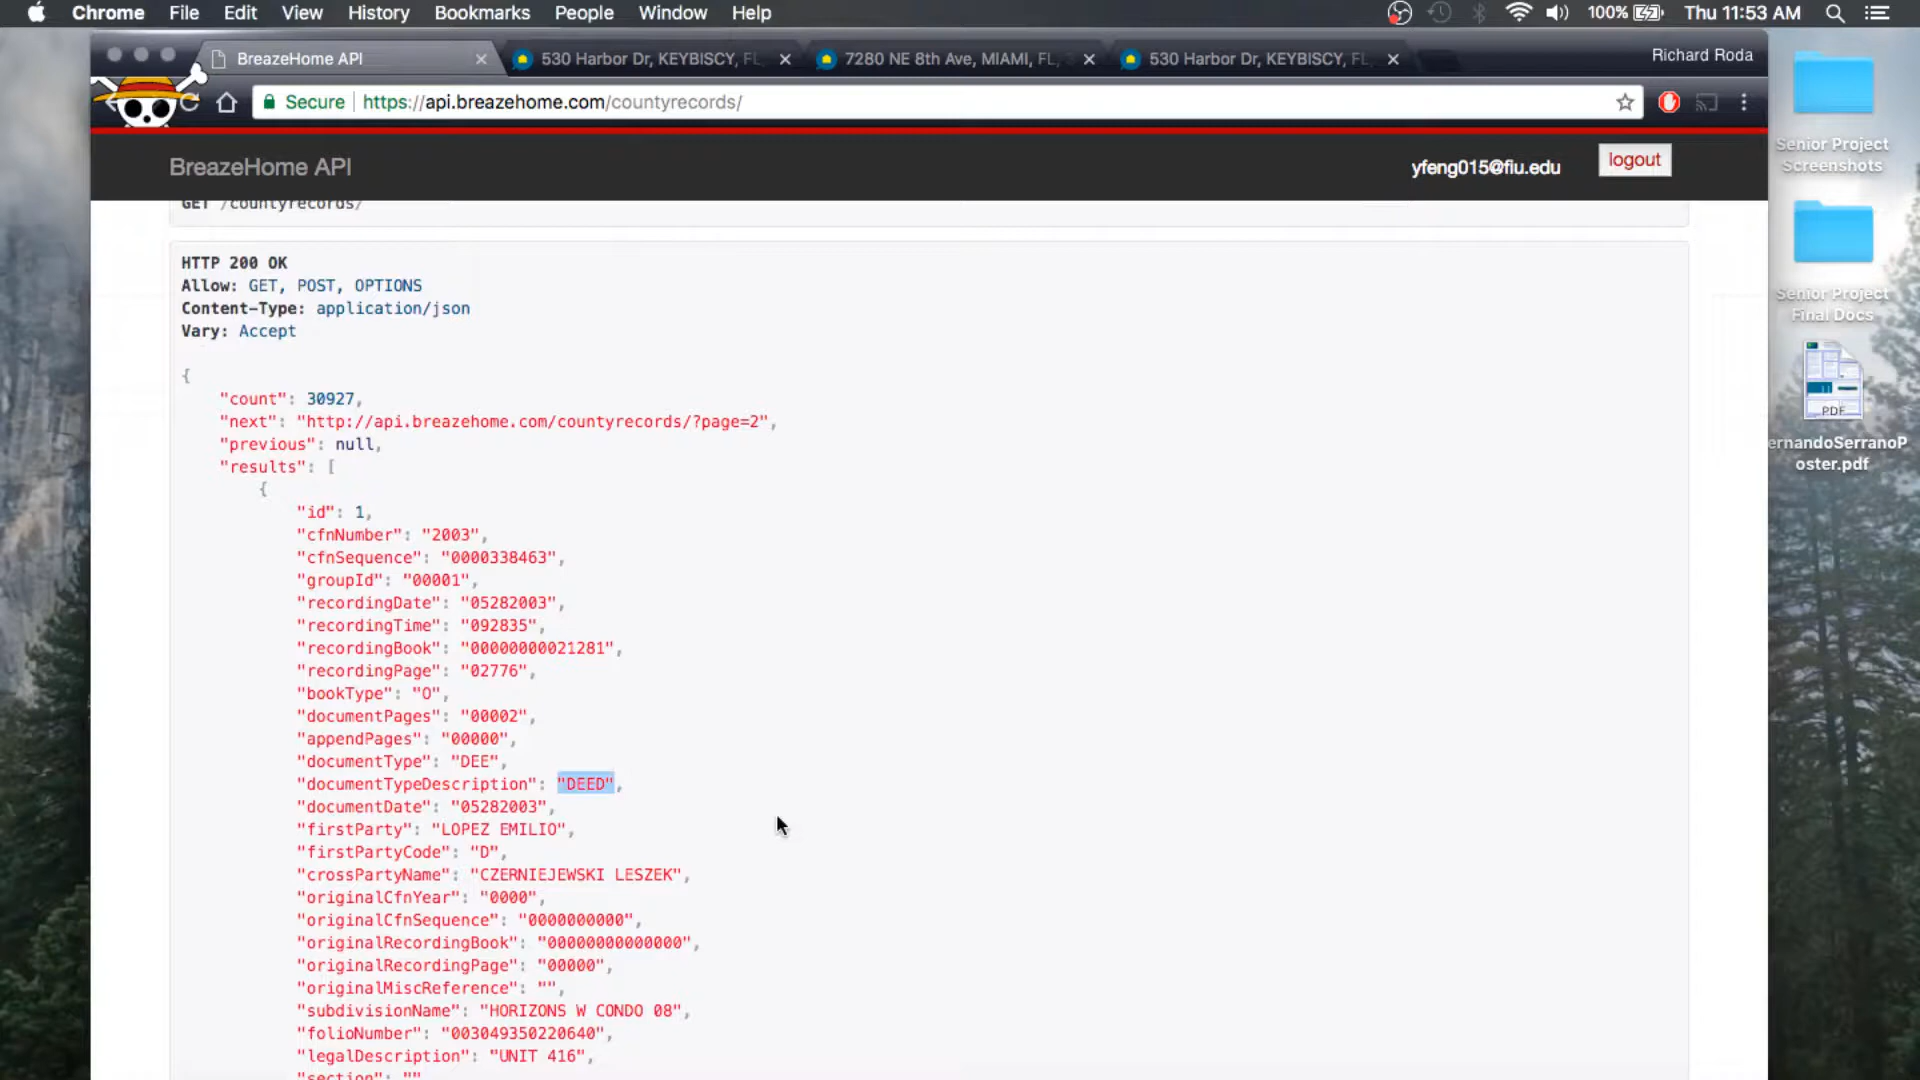 Chrome File Edit View History Bookmarks People Window Help 100% Thu 11:53 AM
BreazeHome API 530 Harbor Dr, KEYBISCY, FL, 7280 NE 8th Ave, MIAMI, FL, 530 Harbor Dr, KEYBISCY, FL, Richard Roda
Secure https://api.breazehome.com/countyrecords/
BreazeHome API yfeng015@fiu.edu logout
GET /countyrecords/
HTTP 200 OK
Allow: GET, POST, OPTIONS
Content-Type: application/json
Vary: Accept
{
"count": 30927,
"next": "http://api.breazehome.com/countyrecords/?page=2",
"previous": null,
"results": [
{
"id": 1,
"cfnNumber": "2003",
"cfnSequence": "0000338463",
"groupId": "00001",
"recordingDate": "05282003",
"recordingTime": "092835",
"recordingBook": "00000000021281",
"recordingPage": "02776",
"bookType": "O",
"documentPages": "00002",
"appendPages": "00000",
"documentType": "DEE",
"documentTypeDescription": "DEED",
"documentDate": "05282003",
"firstParty": "LOPEZ EMILIO",
"firstPartyCode": "D",
"crossPartyName": "CZERNIEJEWSKI LESZEK",
"originalCfnYear": "0000",
"originalCfnSequence": "0000000000",
"originalRecordingBook": "00000000000000",
"originalRecordingPage": "00000",
"originalMiscReference": "",
"subdivisionName": "HORIZONS W CONDO 08",
"folioNumber": "003049350220640",
"legalDescription": "UNIT 416",
"section": ""
Senior Project
Screenshots
Senior Project
Final Docs
PDF
ernandoSerranoP
oster.pdf